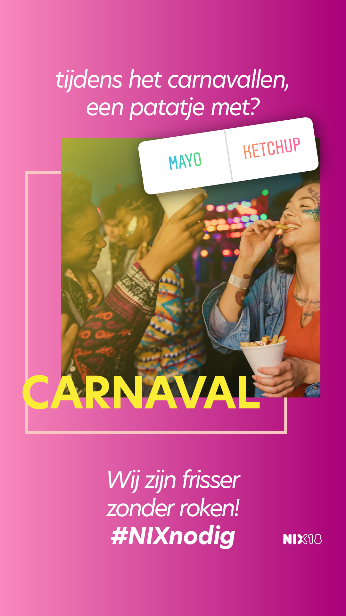 tijdens het carnavallen,
een patatje met?
MAYO
KETCHUP
CARNAVAL
Wij zijn frisser
zonder roken!
#NIXnodig
NIX18